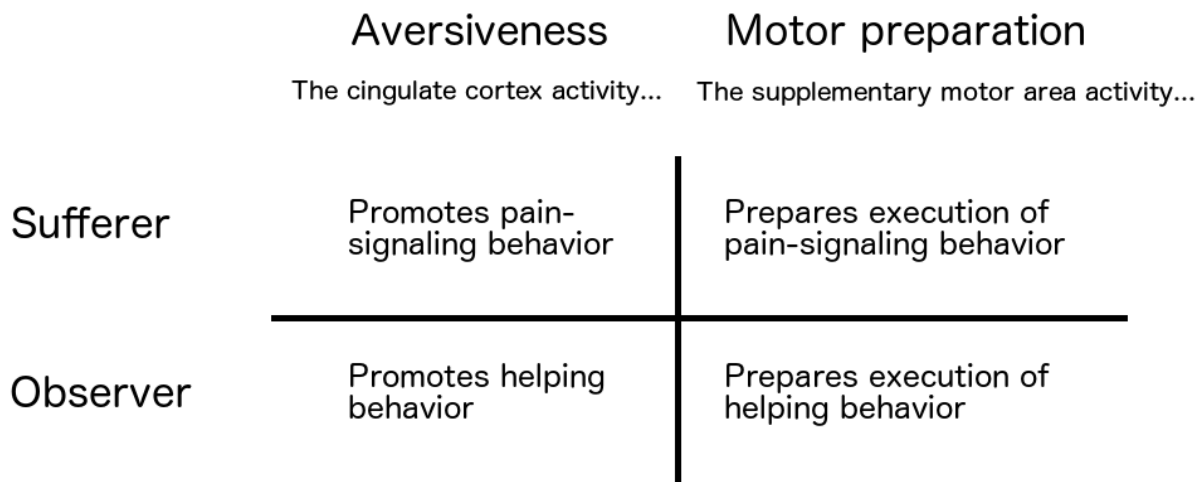 Aversiveness
Motor preparation
The cingulate cortex activity...
The supplementary motor area activity...
Sufferer
Promotes pain-
signaling behavior
Prepares execution of
pain-signaling behavior
Observer
Promotes helping
behavior
Prepares execution of
helping behavior